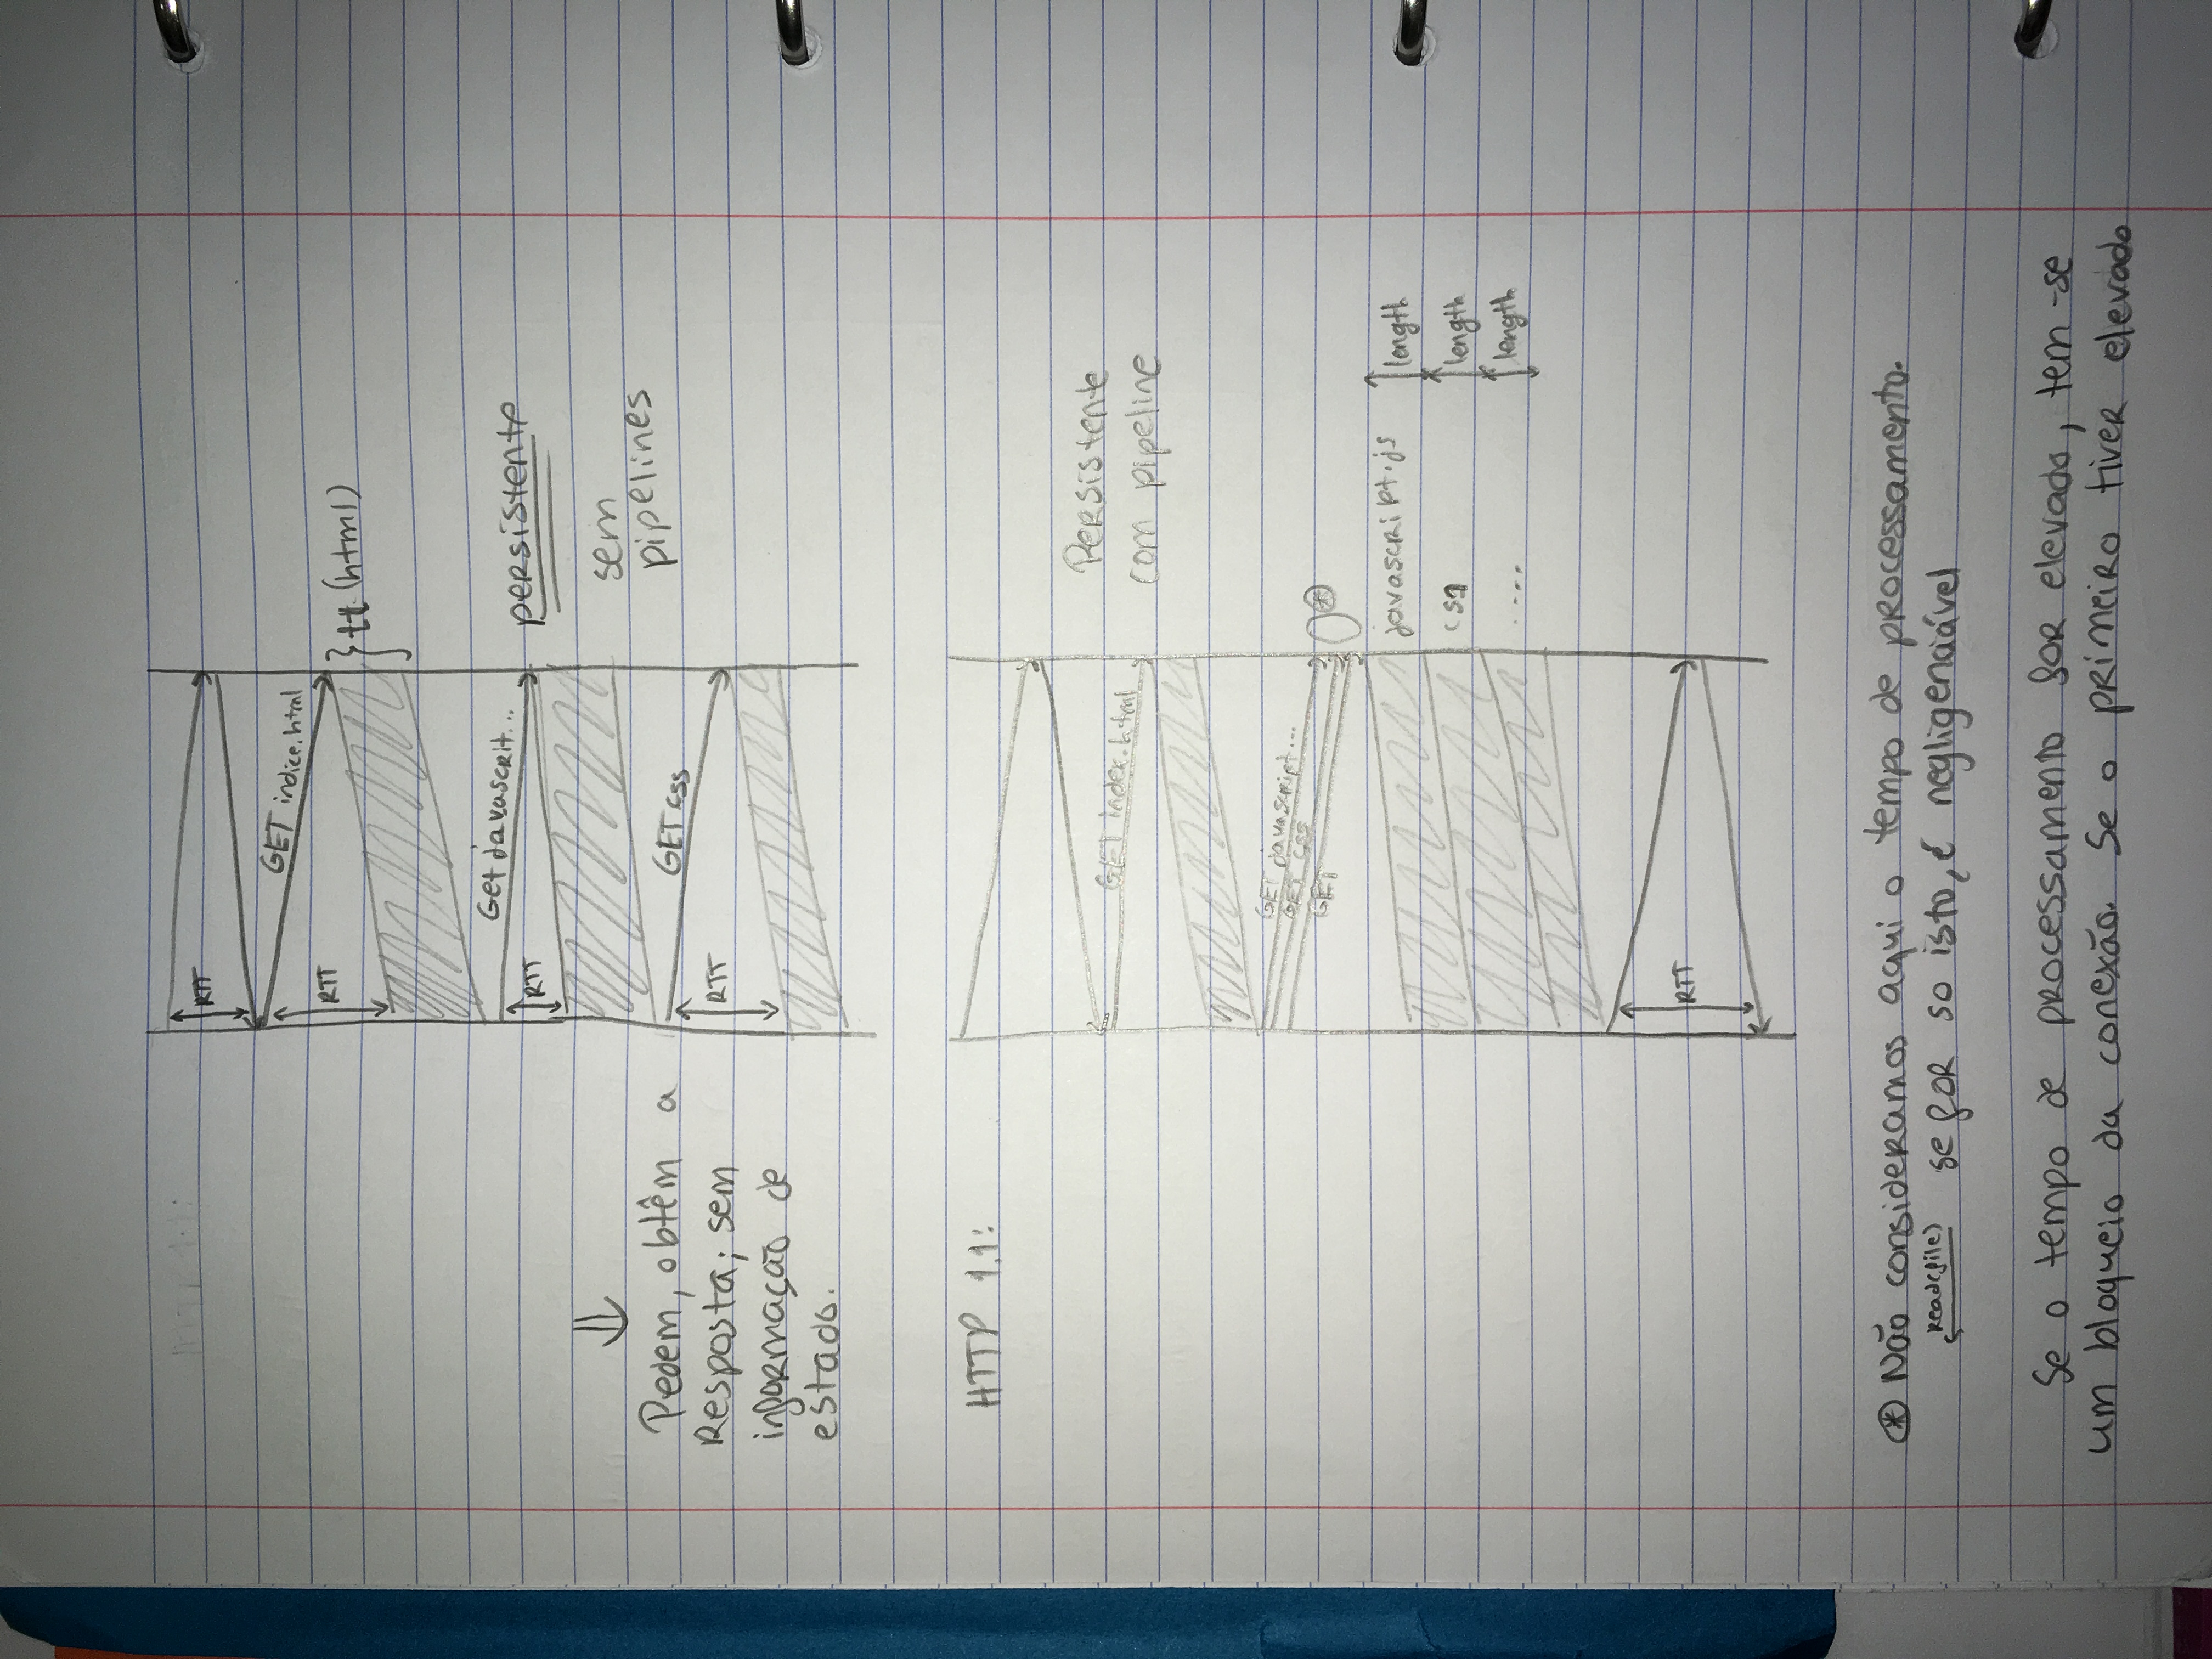 RTT
GET indice.html
RTT
tt (html)
Get javascrit...
RTT
persistente
sem
pipelines
⇓
Pedem, obtêm a
Resposta; sem
informação de
estado.
GET css
RTT
HTTP 1.1:
Persistente
com pipeline
GET index.html
GET javascript...
GET css
GET
*
javascript.js
length
length
....
length
RTT
* Não consideramos aqui o tempo de processamento.
read(file) se for so isto, é negligenciável
Se o tempo de processamento for elevado, tem-se
um bloqueio da conexão. Se o primeiro tiver elevado